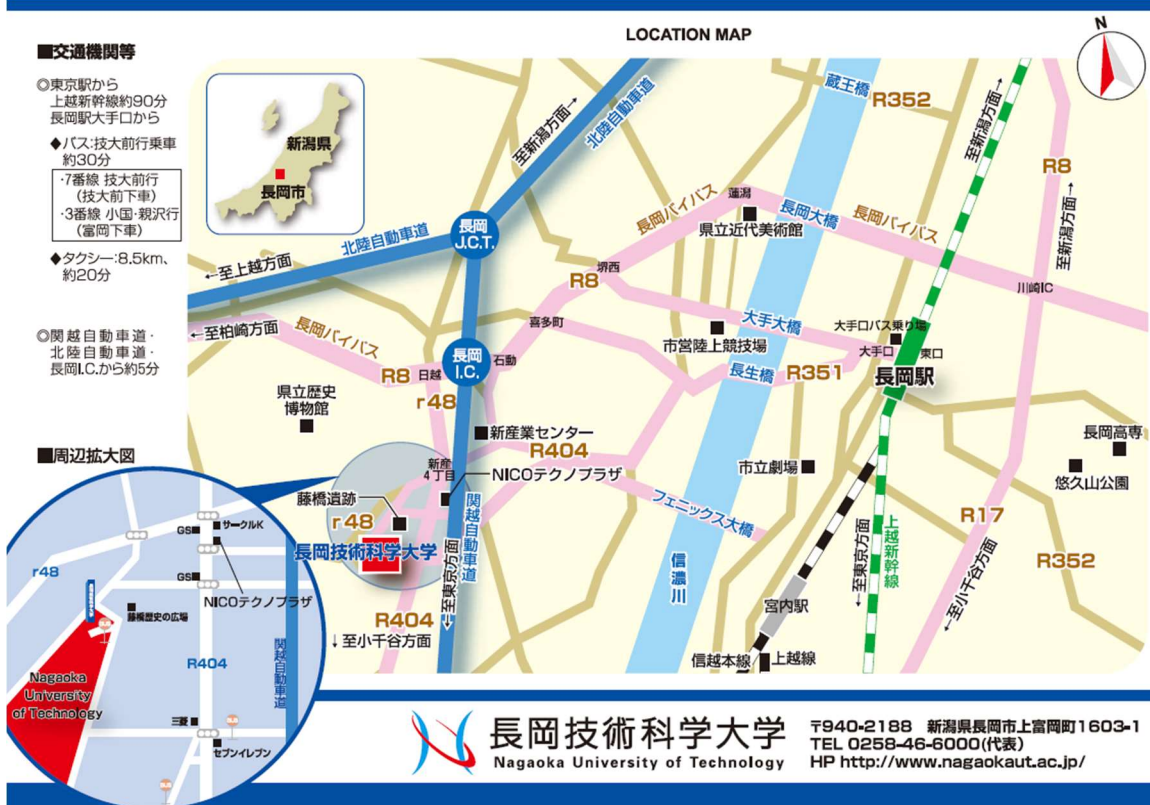 LOCATION MAP
N
■交通機関等
◎東京駅から
上越新幹線約90分
長岡駅大手口から
◆バス:技大前行乗車
約30分
・7番線 技大前行
(技大前下車)
・3番線 小国・親沢行
(富岡下車)
◆タクシー:8.5km、
約20分
◎関越自動車道・
北陸自動車道・
長岡I.C.から約5分
■周辺拡大図
新潟県
長岡市
至新潟方面→
北陸自動車道
蔵王橋
R352
至新潟方面→
R8
至新潟方面→
長岡
J.C.T.
北陸自動車道
←至上越方面
長岡バイパス
蓮潟
県立近代美術館
長岡大橋
長岡バイパス
川崎IC
堺西
R8
喜多町
大手大橋
市営陸上競技場
大手口バス乗り場
大手口
東口
長岡駅
←至柏崎方面
長岡バイパス
R8
日越
長岡
I.C.
石動
r48
長生橋
R351
県立歴史
博物館
新産業センター
R404
新産
4丁目
NICOテクノプラザ
藤橋遺跡
r48
長岡技術科学大学
関越自動車道
←至東京方面
R404
↓至小千谷方面
フェニックス大橋
信濃川
市立劇場
長岡高専
悠久山公園
R17
R352
←至小千谷方面
上越新幹線
←至東京方面
宮内駅
信越本線
上越線
サークルK
GS
r48
GS
NICOテクノプラザ
藤橋歴史の広場
BUS
R404
関越自動車道
Nagaoka
University
of Technology
三菱
BUS
セブンイレブン
BUS
長岡技術科学大学
Nagaoka University of Technology
〒940-2188 新潟県長岡市上富岡町1603-1
TEL 0258-46-6000(代表)
HP http://www.nagaokaut.ac.jp/